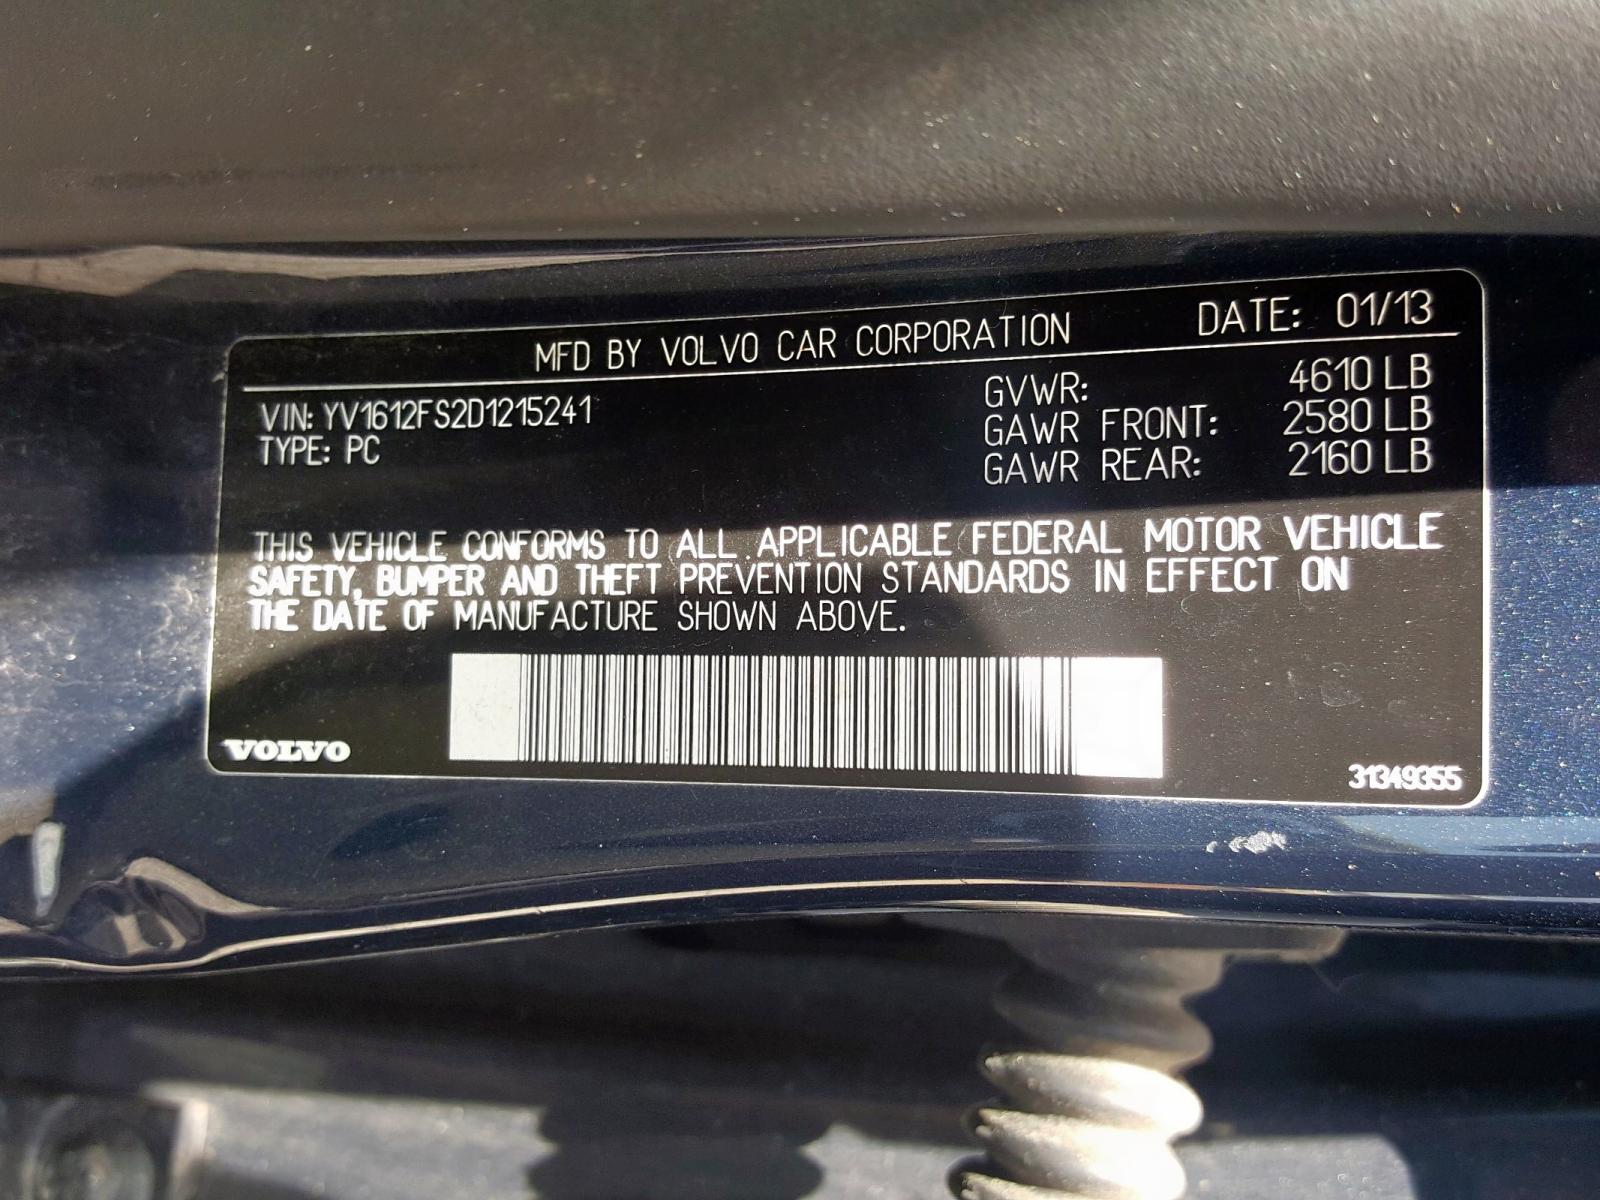 MFD BY VOLVO CAR CORPORATION DATE: 01/13
VIN: YV1612FS2D1215241
TYPE: PC
GVWR: 4610 LB
GAWR FRONT: 2580 LB
GAWR REAR: 2160 LB
THIS VEHICLE CONFORMS TO ALL APPLICABLE FEDERAL MOTOR VEHICLE
SAFETY, BUMPER AND THEFT PREVENTION STANDARDS IN EFFECT ON
THE DATE OF MANUFACTURE SHOWN ABOVE.
VOLVO
31349355